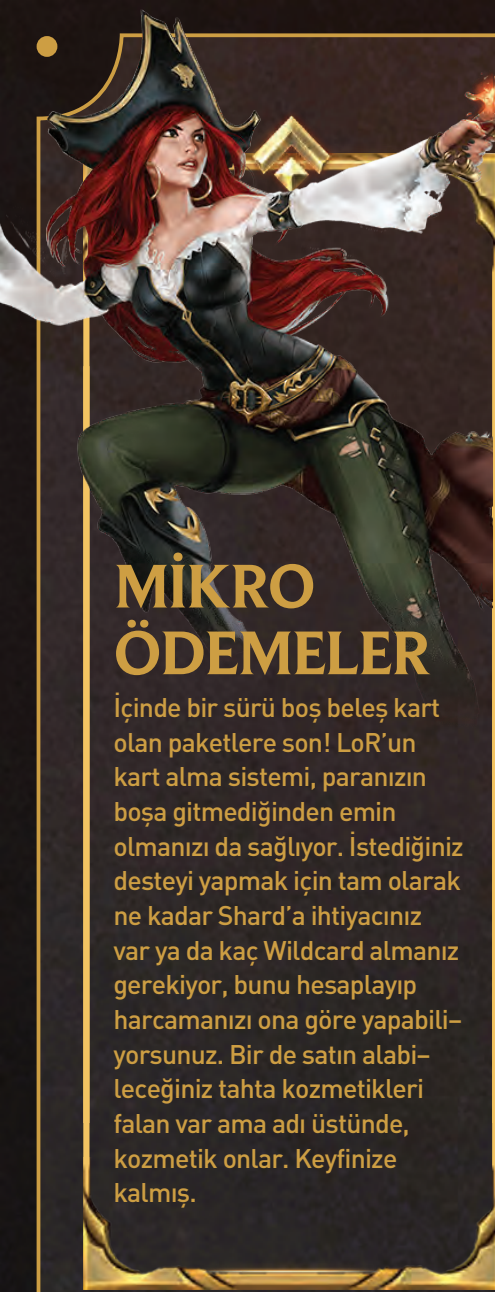 MİKRO
ÖDEMELER
İçinde bir sürü boş beleş kart
olan paketlere son! LoR’un
kart alma sistemi, paranızın
boşa gitmediğinden emin
olmanızı da sağlıyor. İstediğiniz
desteyi yapmak için tam olarak
ne kadar Shard’a ihtiyacınız
var ya da kaç Wildcard almanız
gerekiyor, bunu hesaplayıp
harcamanızı ona göre yapabili–
yorsunuz. Bir de satın alabi–
leceğiniz tahta kozmetikleri
falan var ama adı üstünde,
kozmetik onlar. Keyfinize
kalmış.